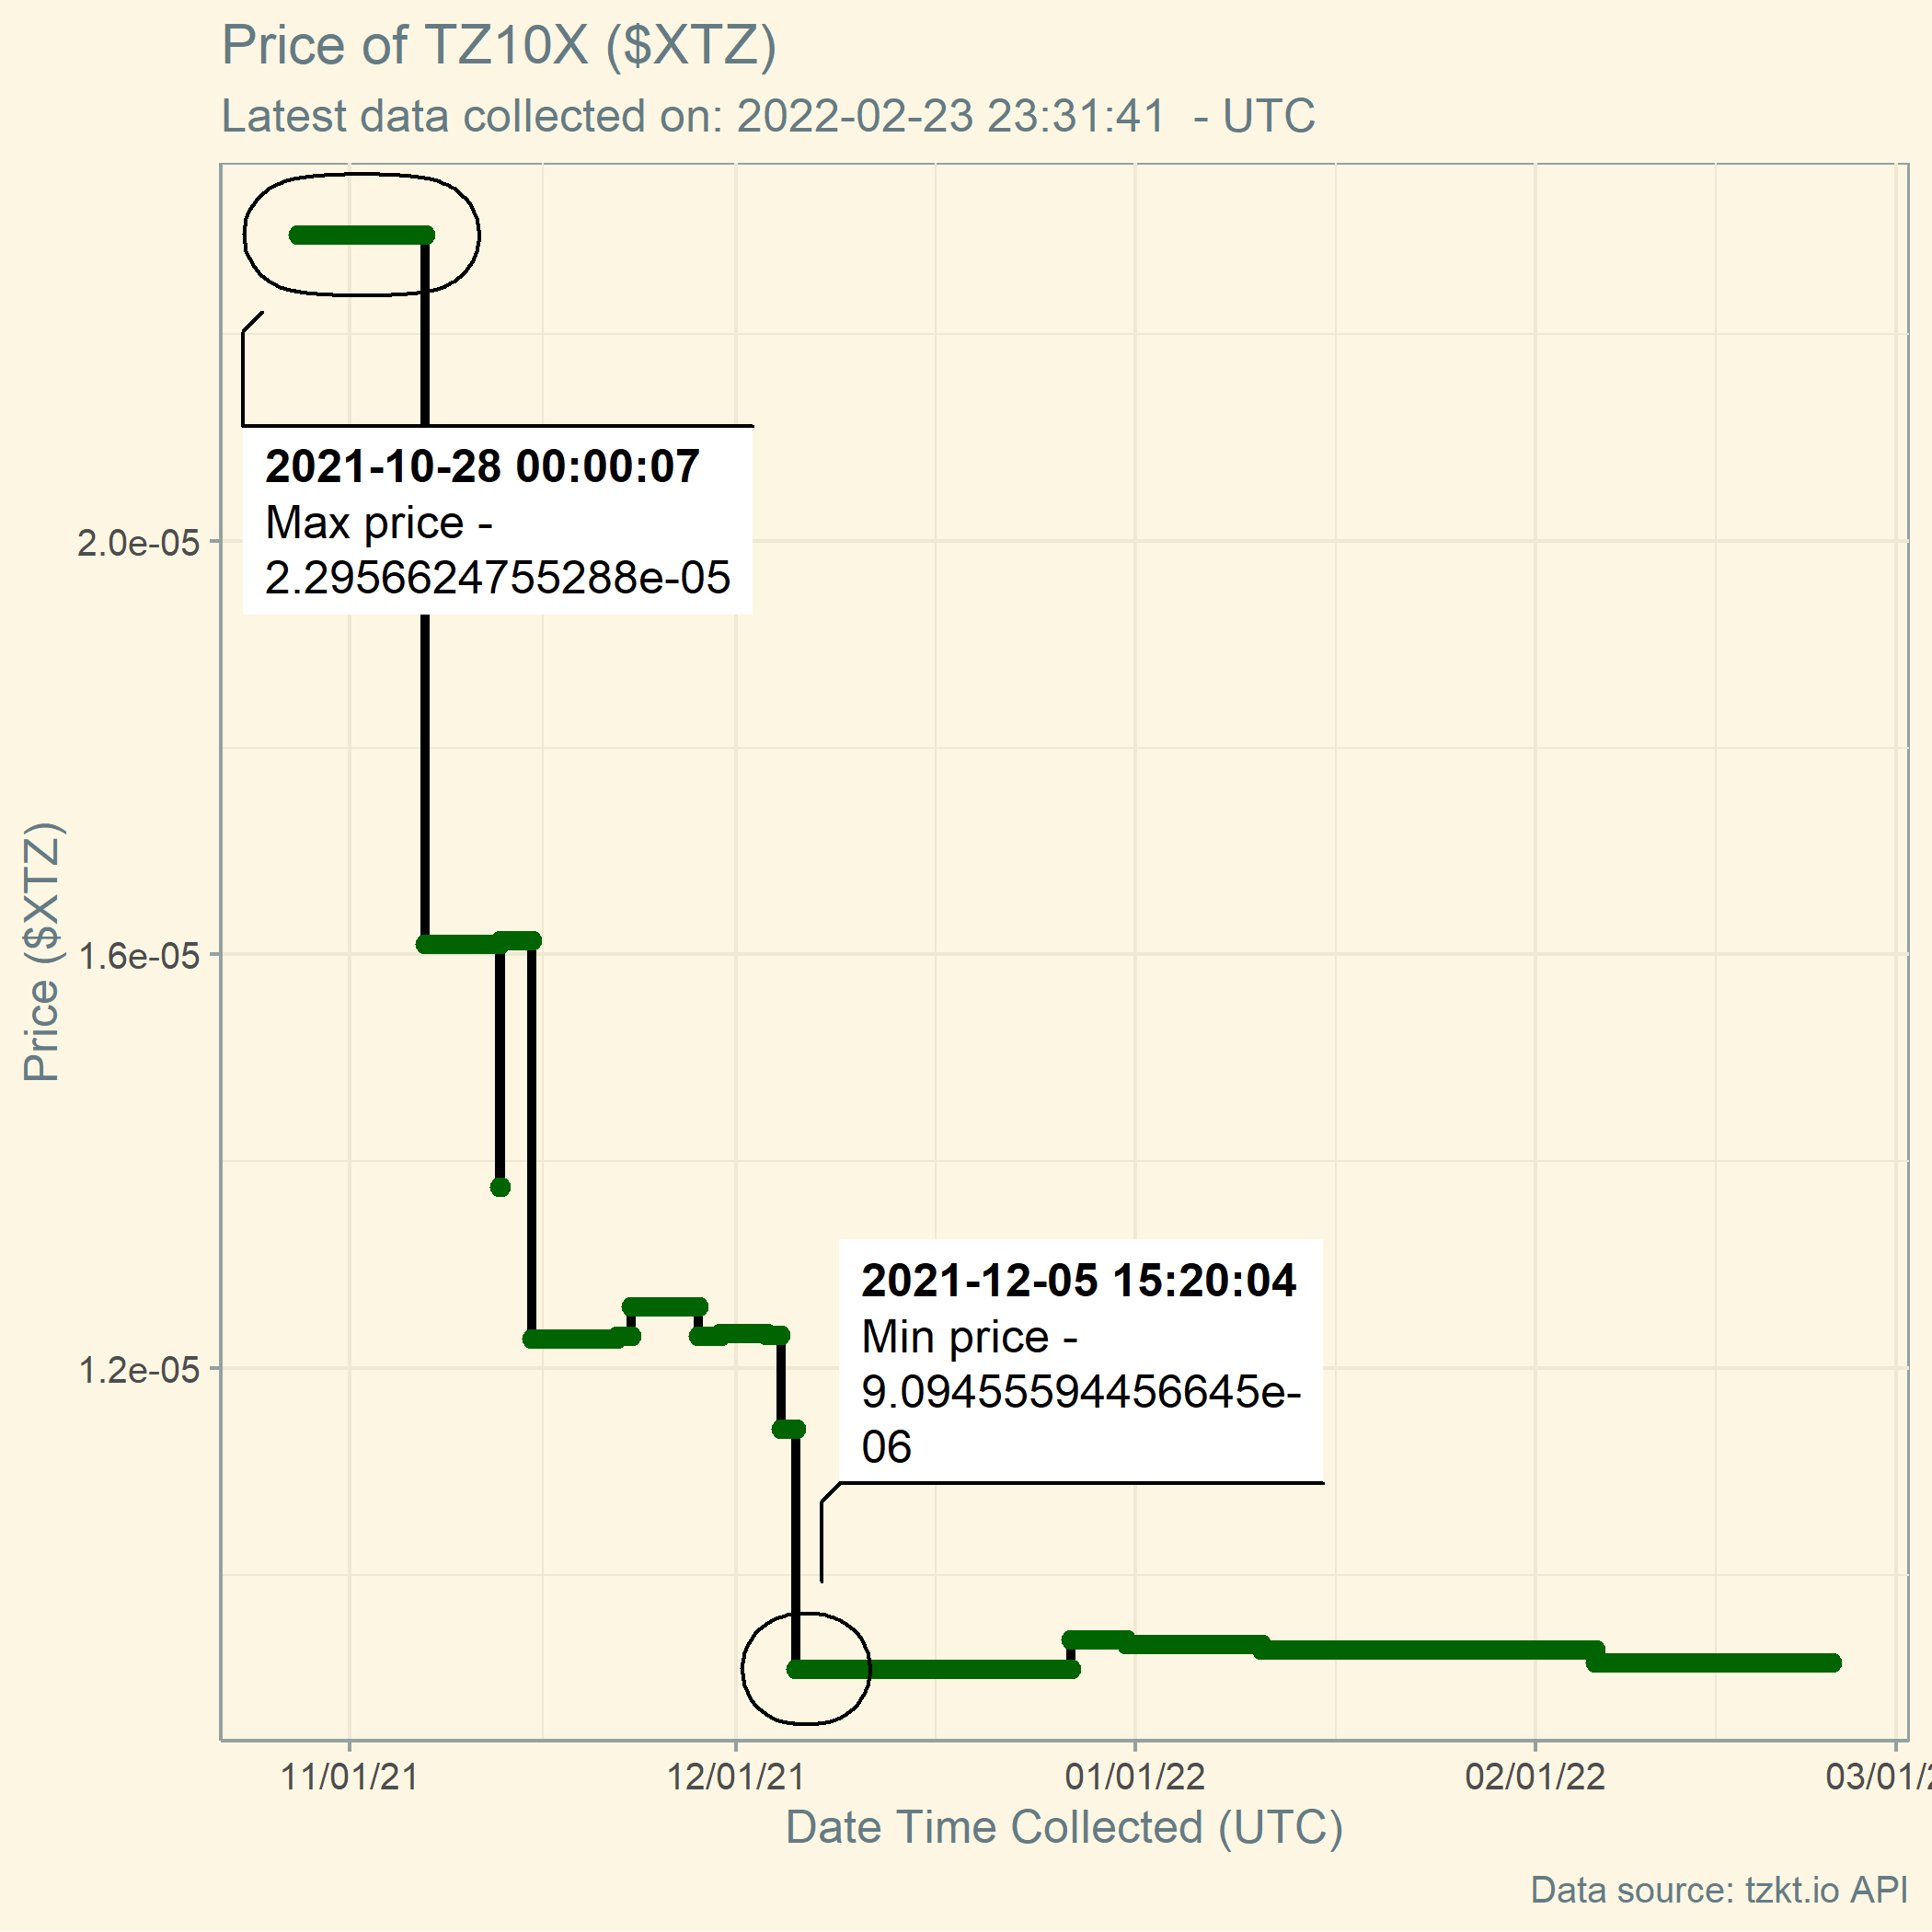 Price of TZ10X ($XTZ)
Latest data collected on: 2022-02-23 23:31:41  - UTC
2021-10-28 00:00:07
Max price -
2.2956624755288e-05
2.0e-05
Price ($XTZ)
1.6e-05
2021-12-05 15:20:04
Min price -
9.09455594456645e-
06
1.2e-05
11/01/21
12/01/21
01/01/22
02/01/22
03/01/2
Date Time Collected (UTC)
Data source: tzkt.io API